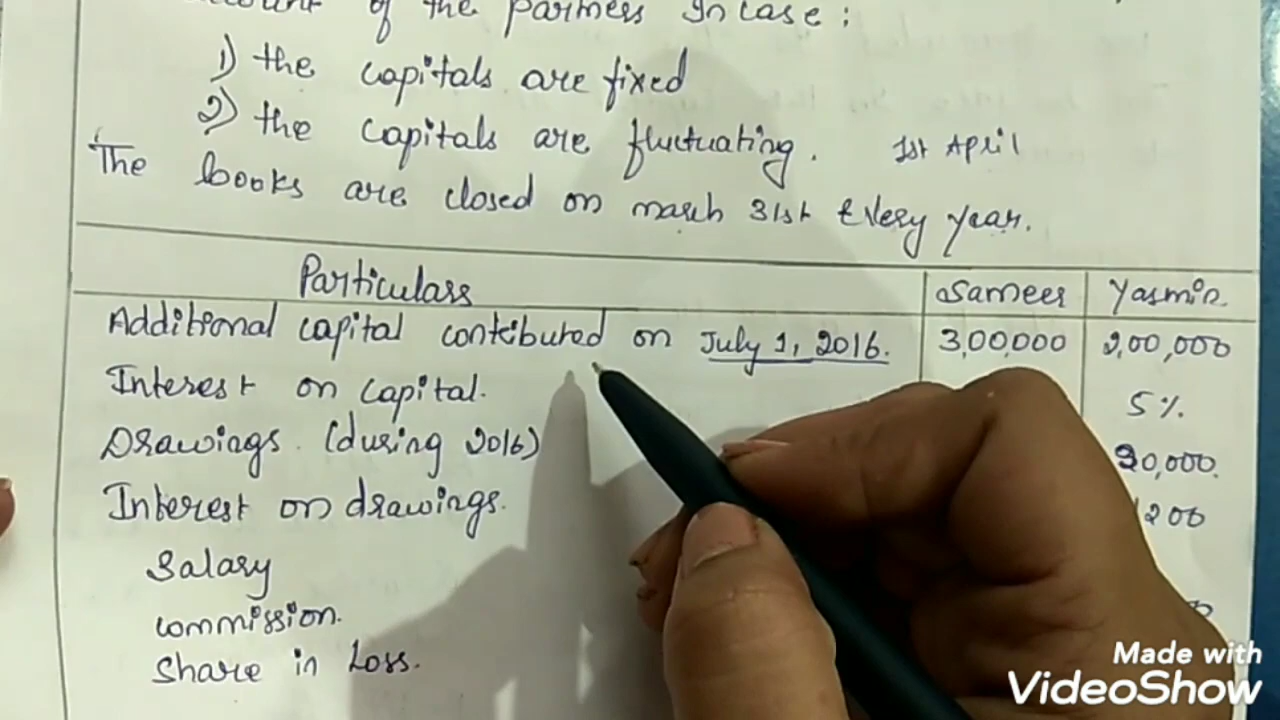 of the partners In case :
1) the capitals are fixed
2) the capitals are fluctuating. 1st April
The books are closed on march 31st Every year.
Particulars Sameer Yasmin
Additional capital contributed on July 1, 2016. 3,00,000 2,00,000
Interest on capital. 5%
Drawings. (during 2016) 20,000.
Interest on drawings. 200
Salary
commission.
Share in Loss.
Made with
VideoShow